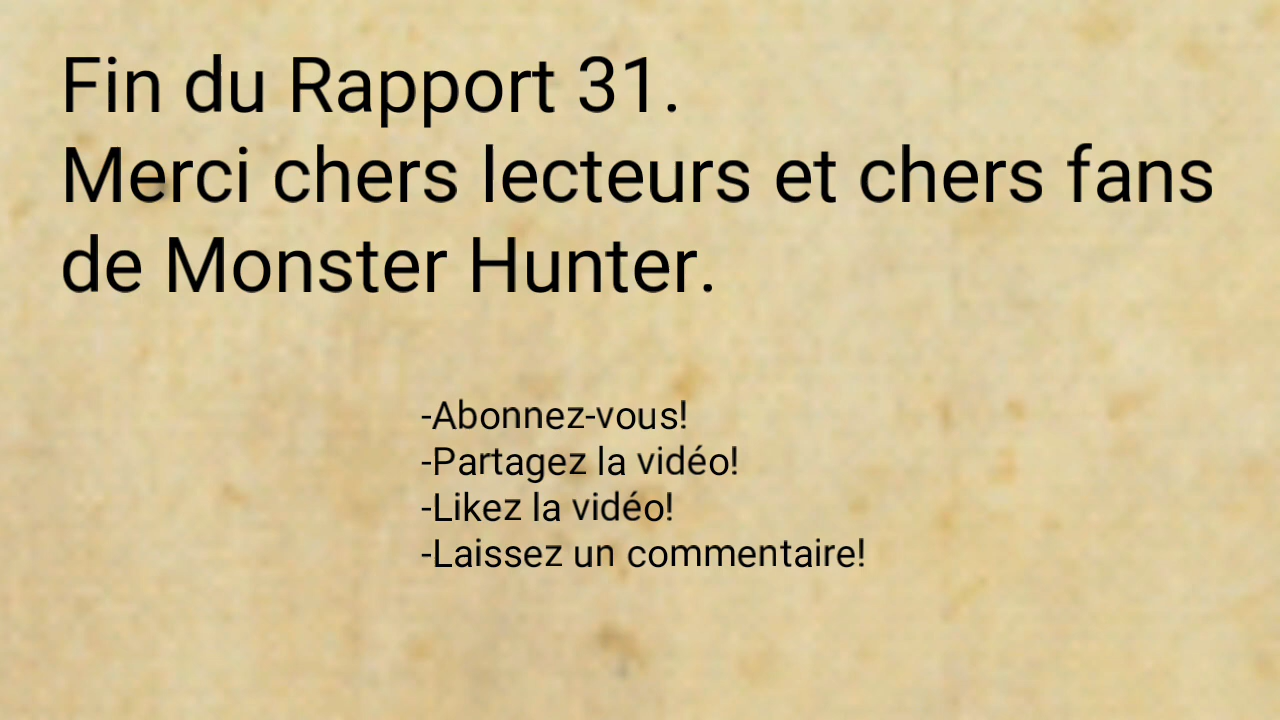 Fin du Rapport 31.
Merci chers lecteurs et chers fans
de Monster Hunter.
-Abonnez-vous!
-Partagez la vidéo!
-Likez la vidéo!
-Laissez un commentaire!